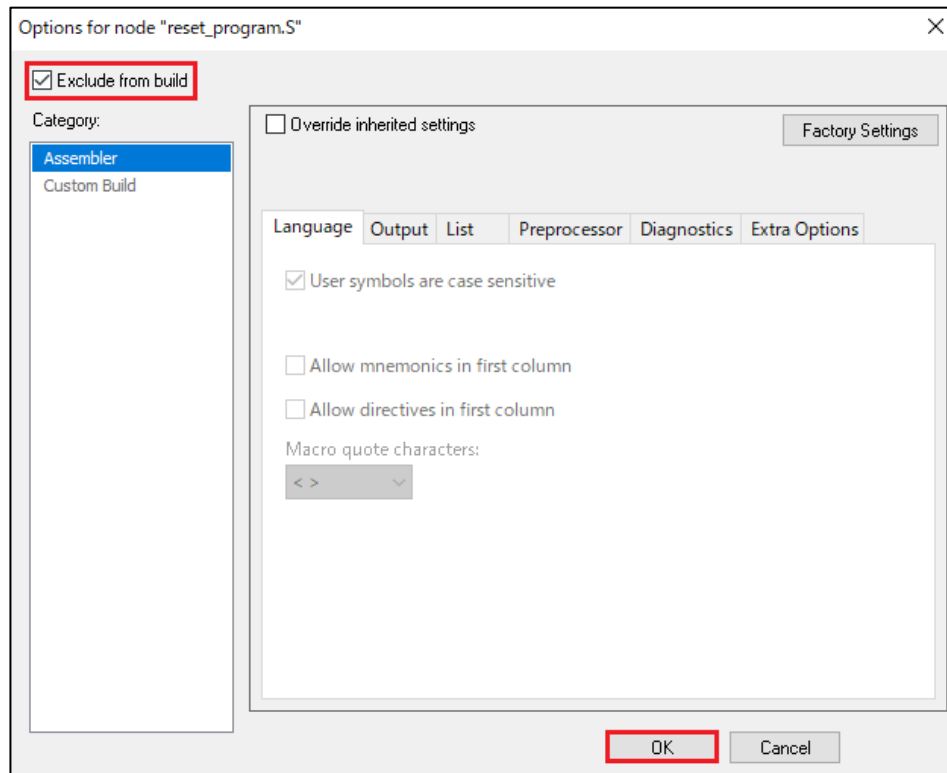 Options for node "reset_program.S"
Exclude from build
Category:
Assembler
Custom Build
Override inherited settings
Factory Settings
Language Output List Preprocessor Diagnostics Extra Options
User symbols are case sensitive
Allow mnemonics in first column
Allow directives in first column
Macro quote characters:
< >
OK Cancel